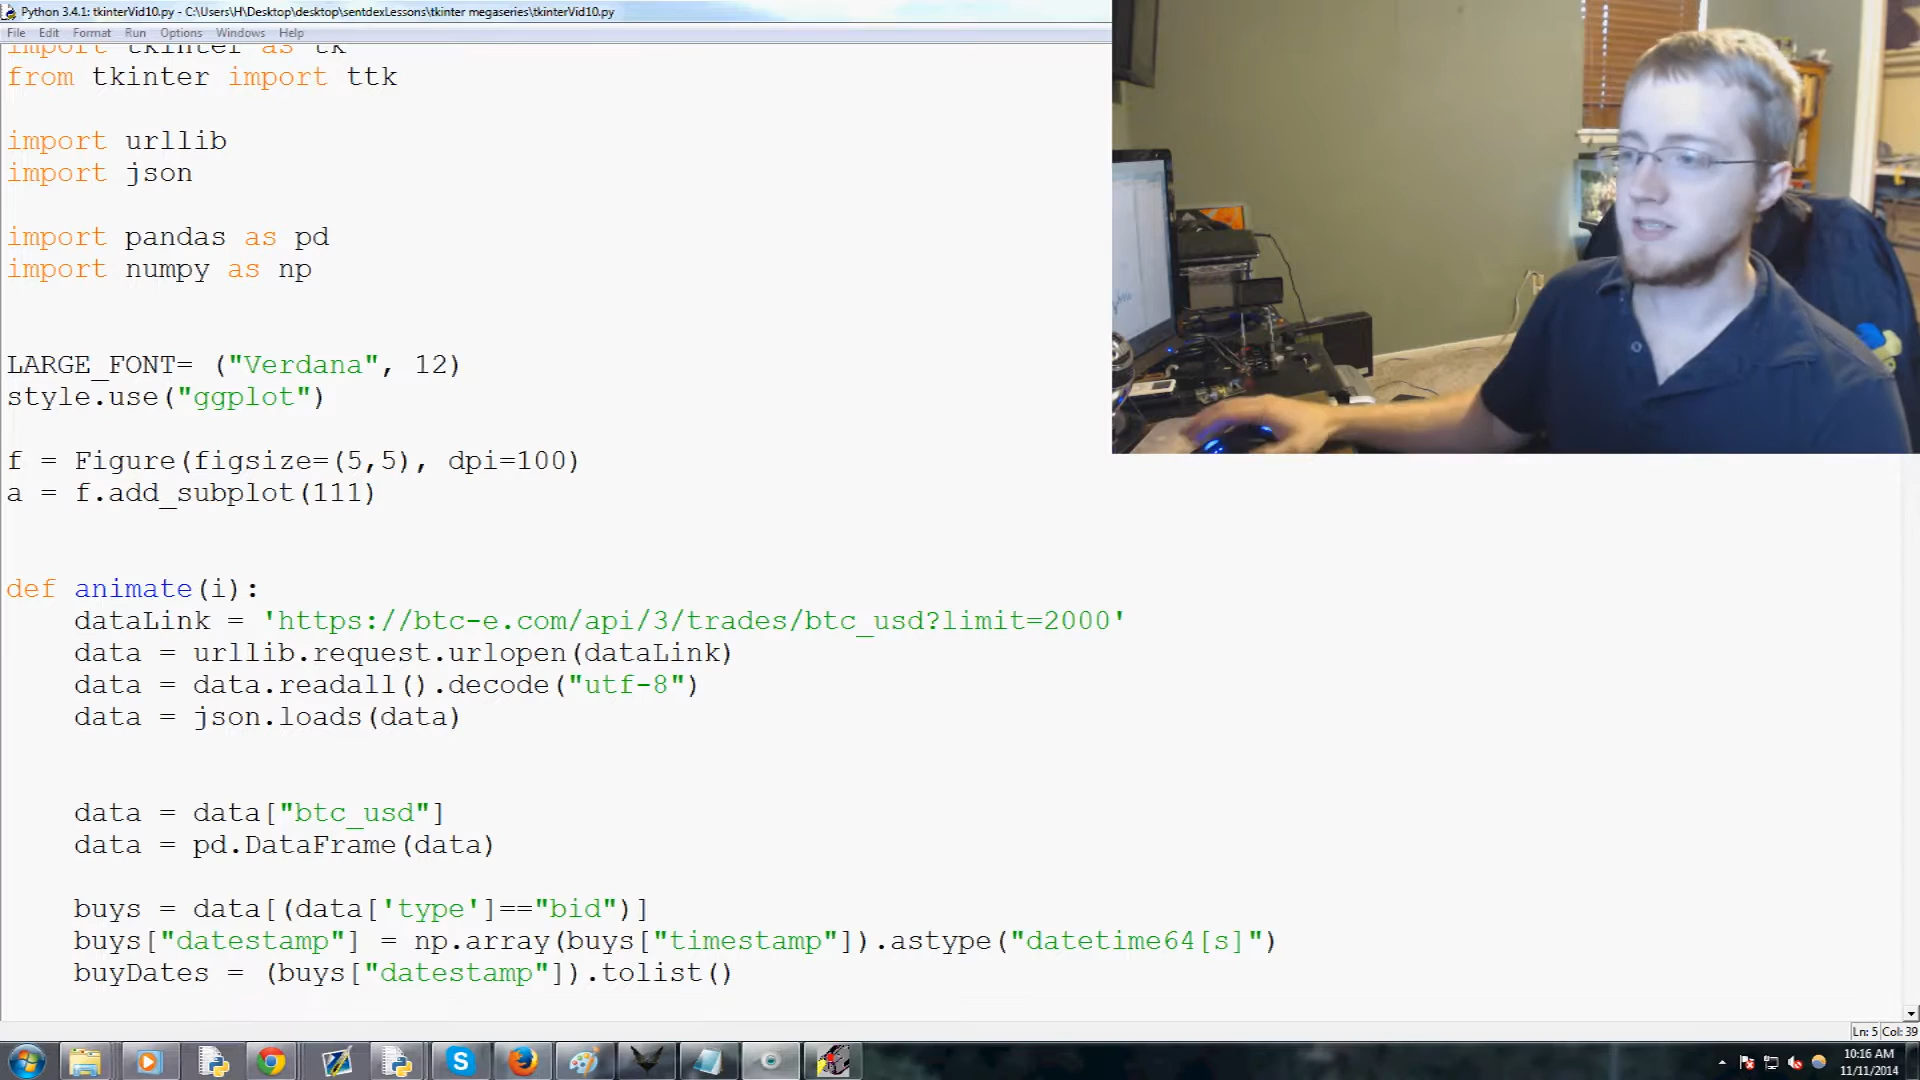 Python 3.4.1: tkinterVid10.py - C:\Users\H\Desktop\desktop\sentdexLessons\tkinter megaseries\tkinterVid10.py
File Edit Format Run Options Windows Help
import tkinter as tk
from tkinter import ttk
import urllib
import json
import pandas as pd
import numpy as np
LARGE_FONT= ("Verdana", 12)
style.use("ggplot")
f = Figure(figsize=(5,5), dpi=100)
a = f.add_subplot(111)
def animate(i):
    dataLink = 'https://btc-e.com/api/3/trades/btc_usd?limit=2000'
    data = urllib.request.urlopen(dataLink)
    data = data.readall().decode("utf-8")
    data = json.loads(data)
    data = data["btc_usd"]
    data = pd.DataFrame(data)
    buys = data[(data['type']=="bid")]
    buys["datestamp"] = np.array(buys["timestamp"]).astype("datetime64[s]")
    buyDates = (buys["datestamp"]).tolist()
Ln: 5 Col: 39
10:16 AM
11/11/2014